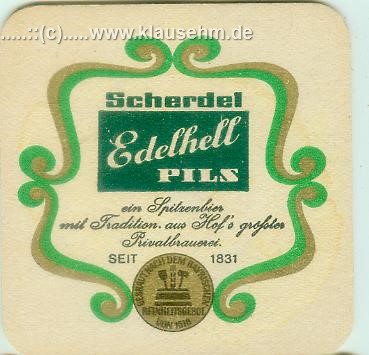 .....::(c).....www.klausehm.de
Scherdel
Edelhell
PILS
ein Spitzenbier
mit Tradition. aus Hof's größter
Privatbrauerei.
SEIT 1831
GEBRAUT NACH DEM BAYRISCHEN
REINHEITSGEBOT
VON 1516